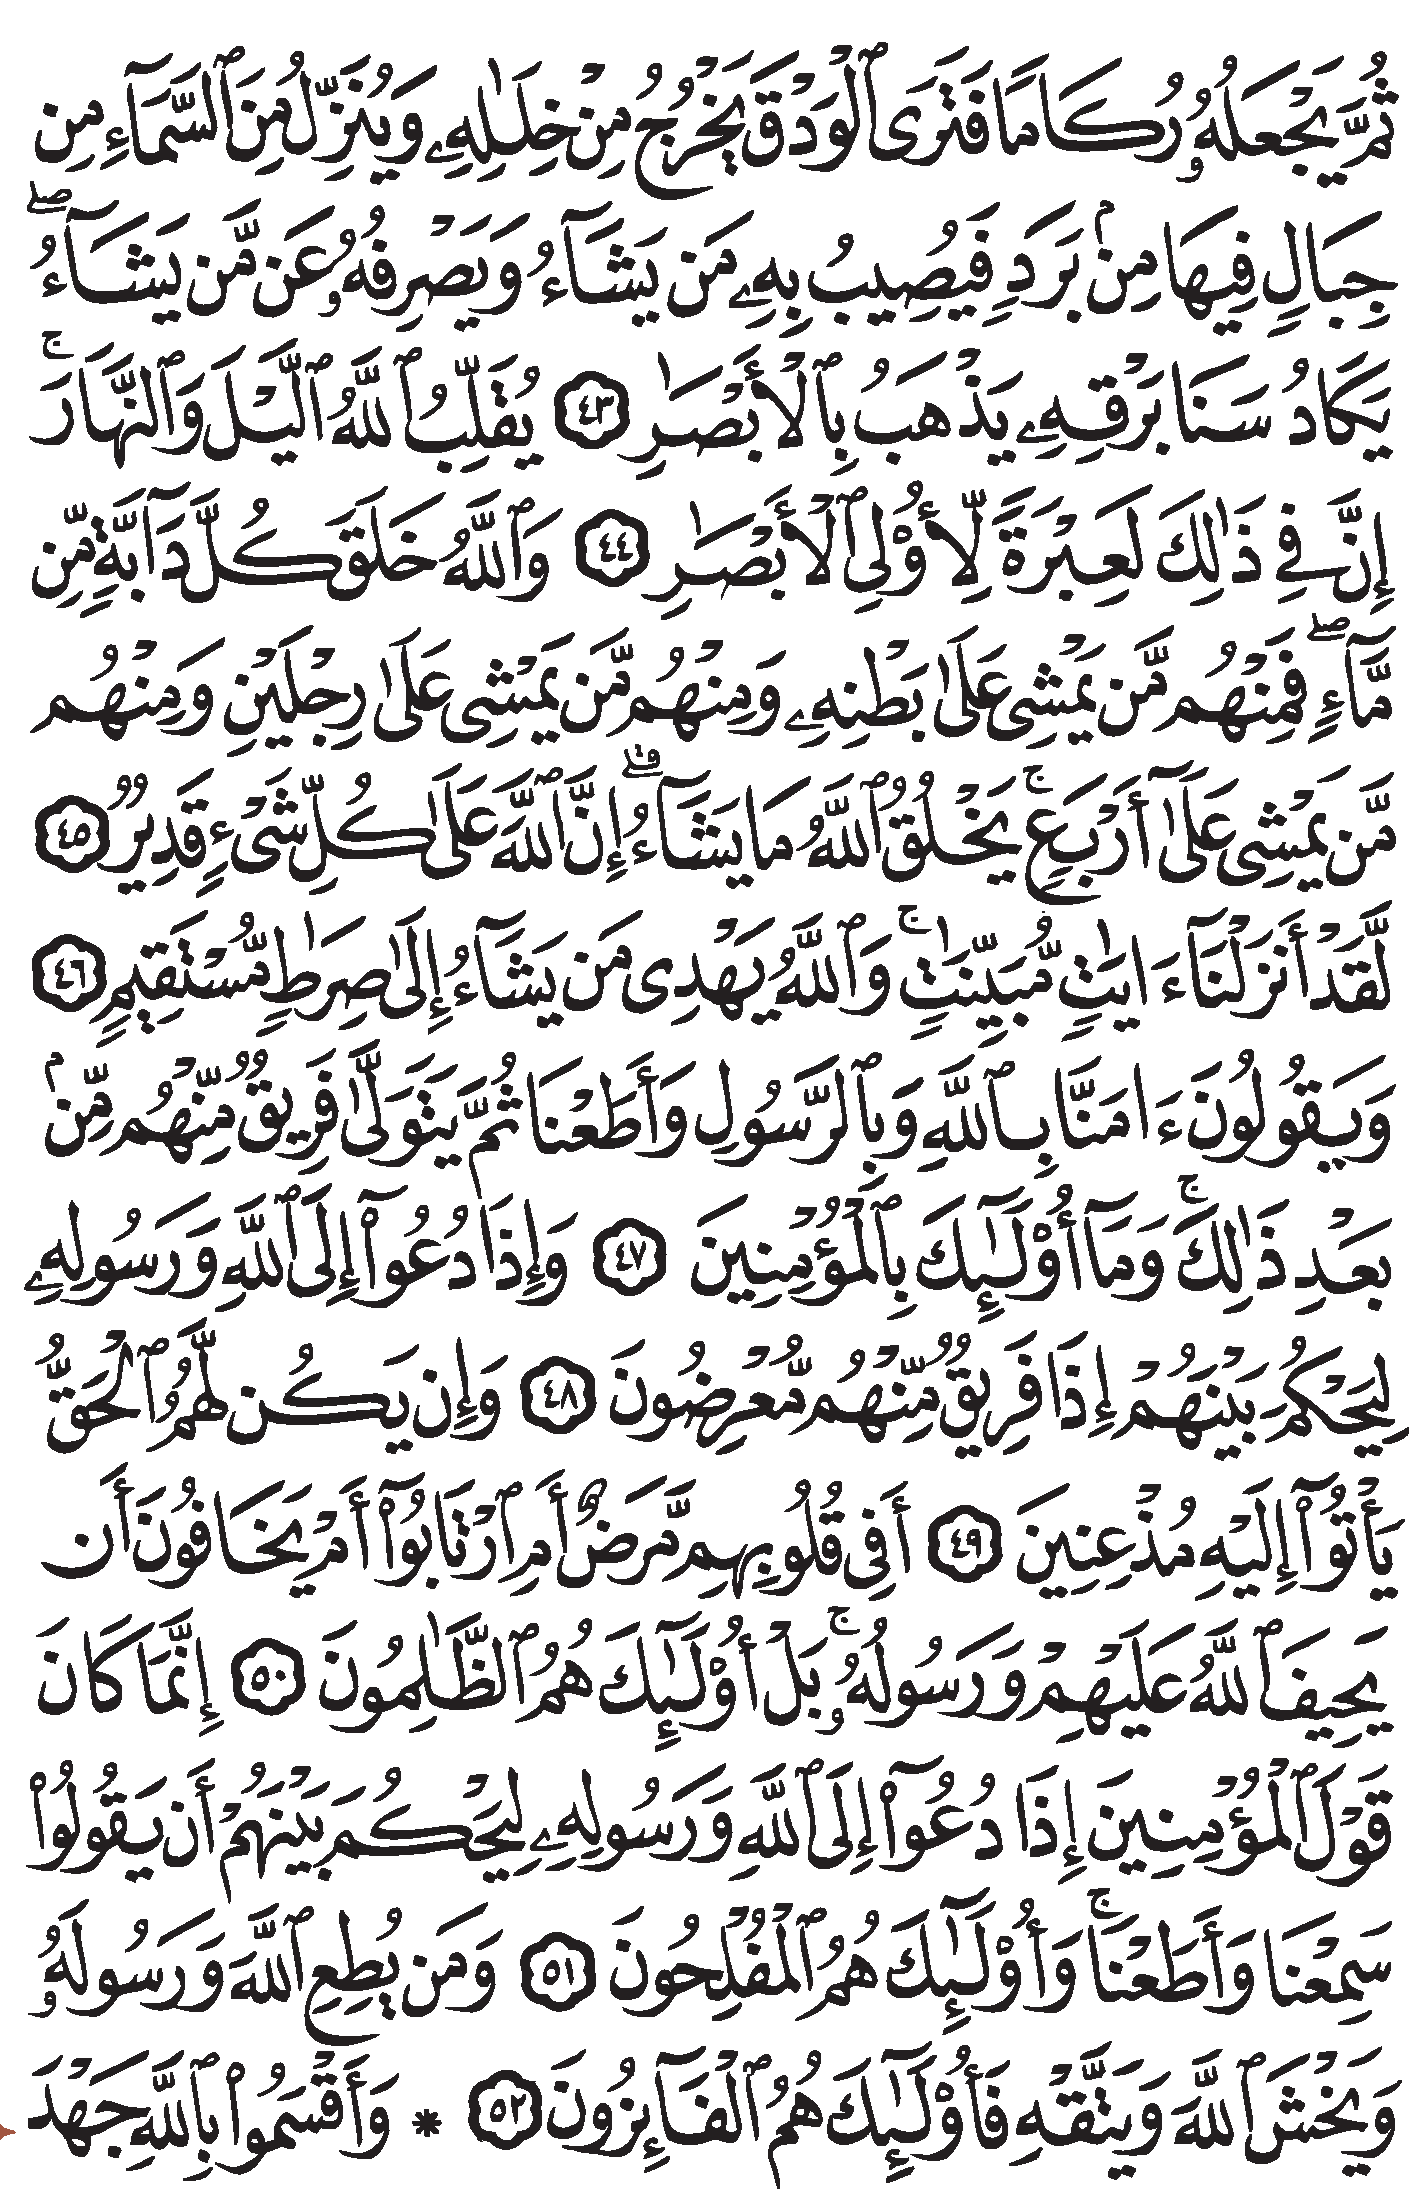 ثُمَّ يَجْعَلُهُۥ رُكَامًا فَتَرَى ٱلْوَدْقَ يَخْرُجُ مِنْ خِلَٰلِهِۦ وَيُنَزِّلُ مِنَ ٱلسَّمَآءِ مِن
جِبَالٍ فِيهَا مِنۢ بَرَدٍ فَيُصِيبُ بِهِۦ مَن يَشَآءُ وَيَصْرِفُهُۥ عَن مَّن يَشَآءُۖ
يَكَادُ سَنَا بَرْقِهِۦ يَذْهَبُ بِٱلْأَبْصَٰرِ ٤٣ يُقَلِّبُ ٱللَّهُ ٱلَّيْلَ وَٱلنَّهَارَۚ
إِنَّ فِي ذَٰلِكَ لَعِبْرَةً لِّأُو۟لِى ٱلْأَبْصَٰرِ ٤٤ وَٱللَّهُ خَلَقَ كُلَّ دَآبَّةٍ مِّن
مَّآءٍۖ فَمِنْهُم مَّن يَمْشِى عَلَىٰ بَطْنِهِۦ وَمِنْهُم مَّن يَمْشِى عَلَىٰ رِجْلَيْنِ وَمِنْهُم
مَّن يَمْشِى عَلَىٰٓ أَرْبَعٍۚ يَخْلُقُ ٱللَّهُ مَا يَشَآءُۗ إِنَّ ٱللَّهَ عَلَىٰ كُلِّ شَىْءٍ قَدِيرٌ ٤٥
لَّقَدْ أَنزَلْنَآ ءَايَٰتٍ مُّبَيِّنَٰتٍۚ وَٱللَّهُ يَهْدِى مَن يَشَآءُ إِلَىٰ صِرَٰطٍ مُّسْتَقِيمٍ ٤٦
وَيَقُولُونَ ءَامَنَّا بِٱللَّهِ وَبِٱلرَّسُولِ وَأَطَعْنَا ثُمَّ يَتَوَلَّىٰ فَرِيقٌ مِّنْهُم مِّنۢ
بَعْدِ ذَٰلِكَۚ وَمَآ أُو۟لَٰٓئِكَ بِٱلْمُؤْمِنِينَ ٤٧ وَإِذَا دُعُوٓا۟ إِلَى ٱللَّهِ وَرَسُولِهِۦ
لِيَحْكُمَ بَيْنَهُمْ إِذَا فَرِيقٌ مِّنْهُم مُّعْرِضُونَ ٤٨ وَإِن يَكُن لَّهُمُ ٱلْحَقُّ
يَأْتُوٓا۟ إِلَيْهِ مُذْعِنِينَ ٤٩ أَفِى قُلُوبِهِم مَّرَضٌ أَمِ ٱرْتَابُوٓا۟ أَمْ يَخَافُونَ أَن
يَحِيفَ ٱللَّهُ عَلَيْهِمْ وَرَسُولُهُۥۚ بَلْ أُو۟لَٰٓئِكَ هُمُ ٱلظَّٰلِمُونَ ٥٠ إِنَّمَا كَانَ
قَوْلَ ٱلْمُؤْمِنِينَ إِذَا دُعُوٓا۟ إِلَى ٱللَّهِ وَرَسُولِهِۦ لِيَحْكُمَ بَيْنَهُمْ أَن يَقُولُوا۟
سَمِعْنَا وَأَطَعْنَاۚ وَأُو۟لَٰٓئِكَ هُمُ ٱلْمُفْلِحُونَ ٥١ وَمَن يُطِعِ ٱللَّهَ وَرَسُولَهُۥ
وَيَخْشَ ٱللَّهَ وَيَتَّقْهِ فَأُو۟لَٰٓئِكَ هُمُ ٱلْفَآئِزُونَ ٥٢ * وَأَقْسَمُوا۟ بِٱللَّهِ جَهْدَ